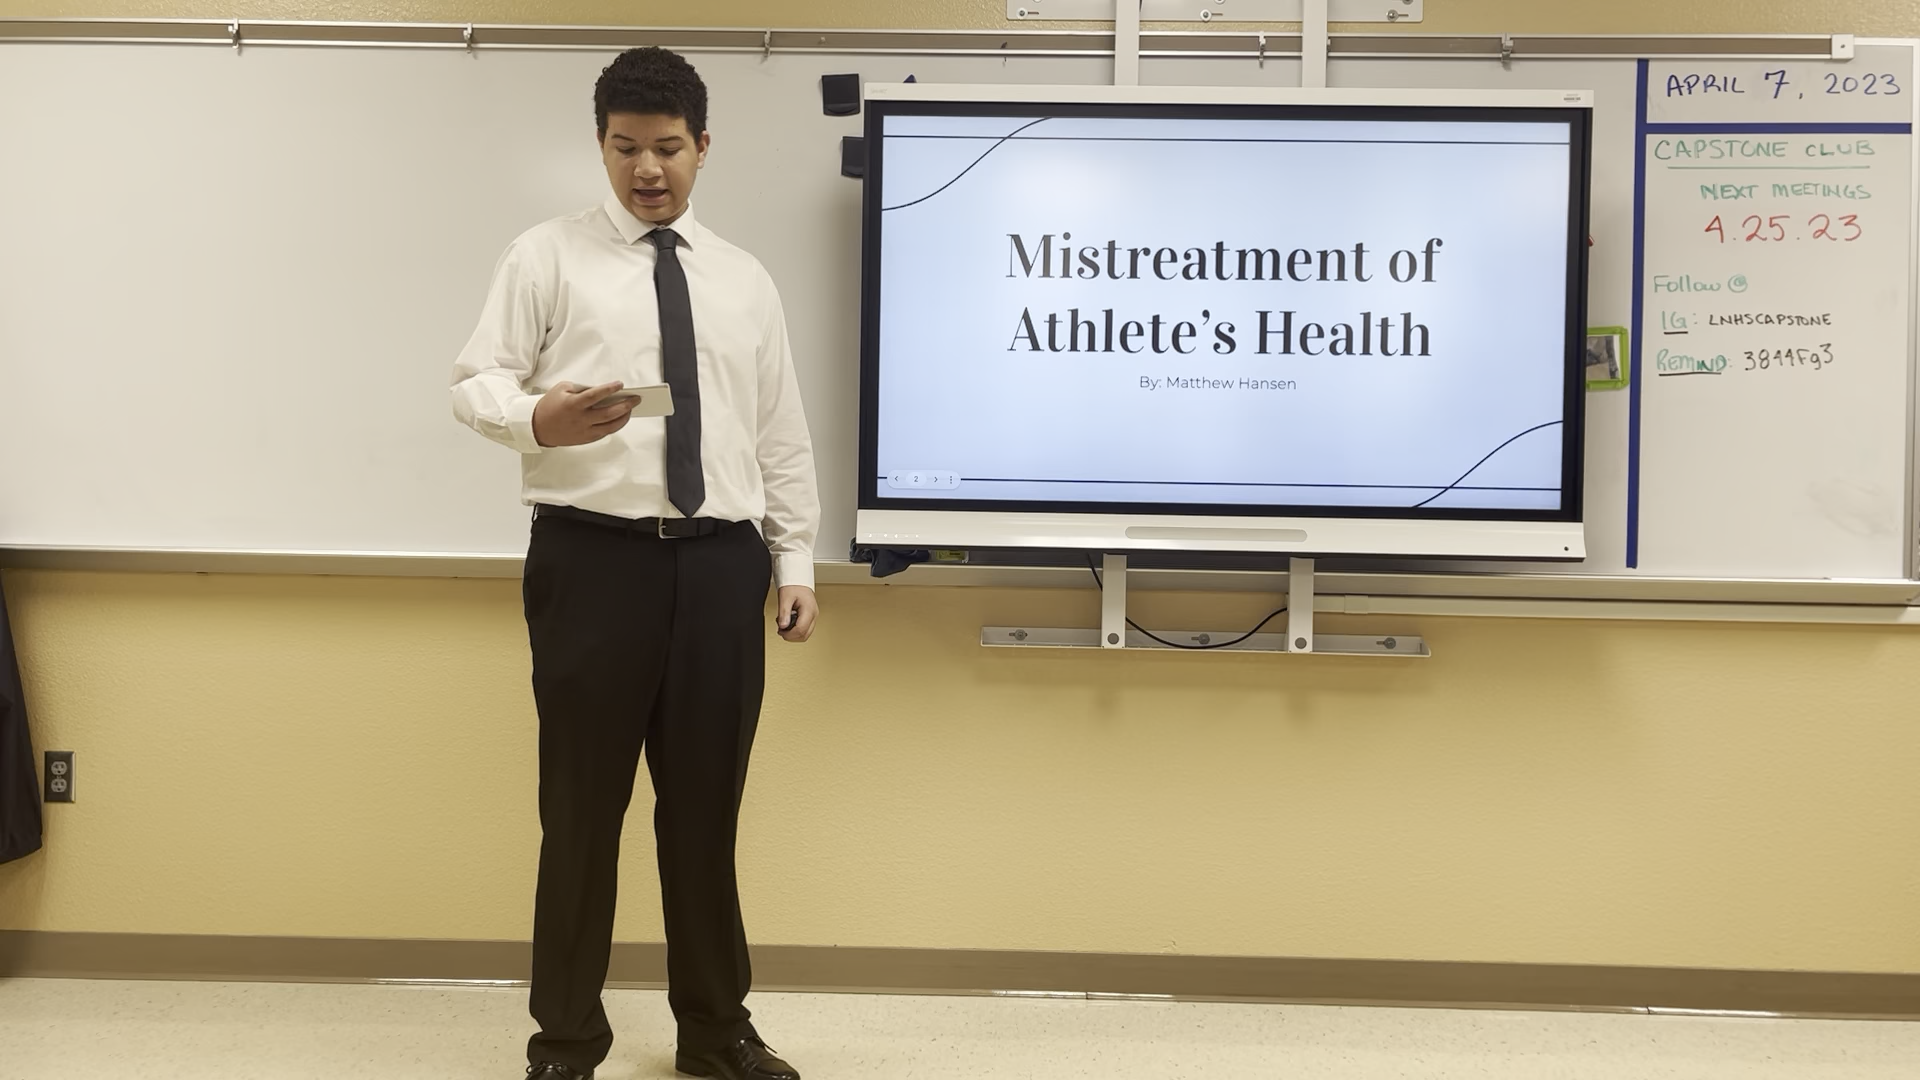 Mistreatment of
Athlete's Health
By: Matthew Hansen
2
APRIL 7, 2023
CAPSTONE CLUB
NEXT MEETINGS
4.25.23
Follow @
IG: LNHSCAPSTONE
REMIND: 3844Fg3